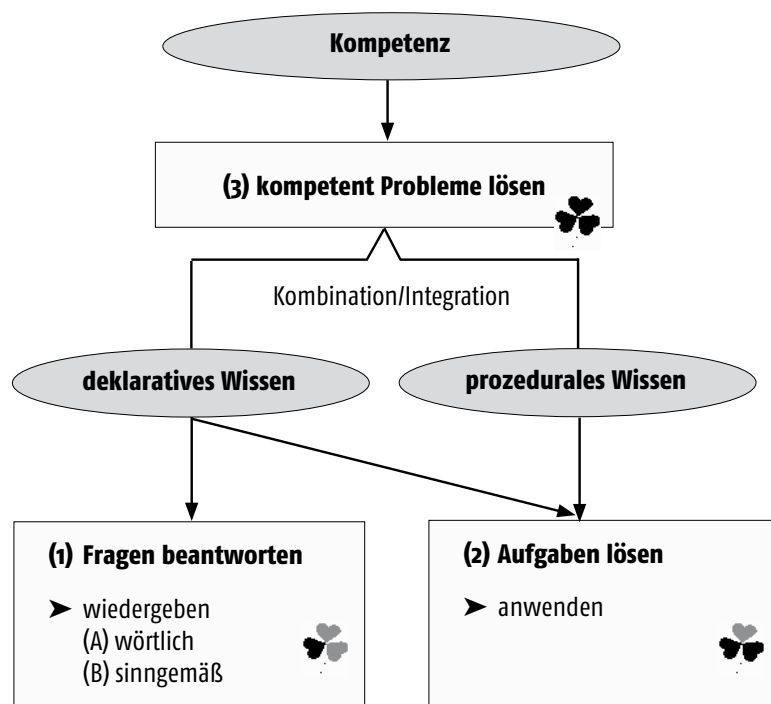 Kompetenz
(3) kompetent Probleme lösen
Kombination/Integration
deklaratives Wissen
prozedurales Wissen
(1) Fragen beantworten
➤ wiedergeben
(A) wörtlich
(B) sinngemäß
(2) Aufgaben lösen
➤ anwenden